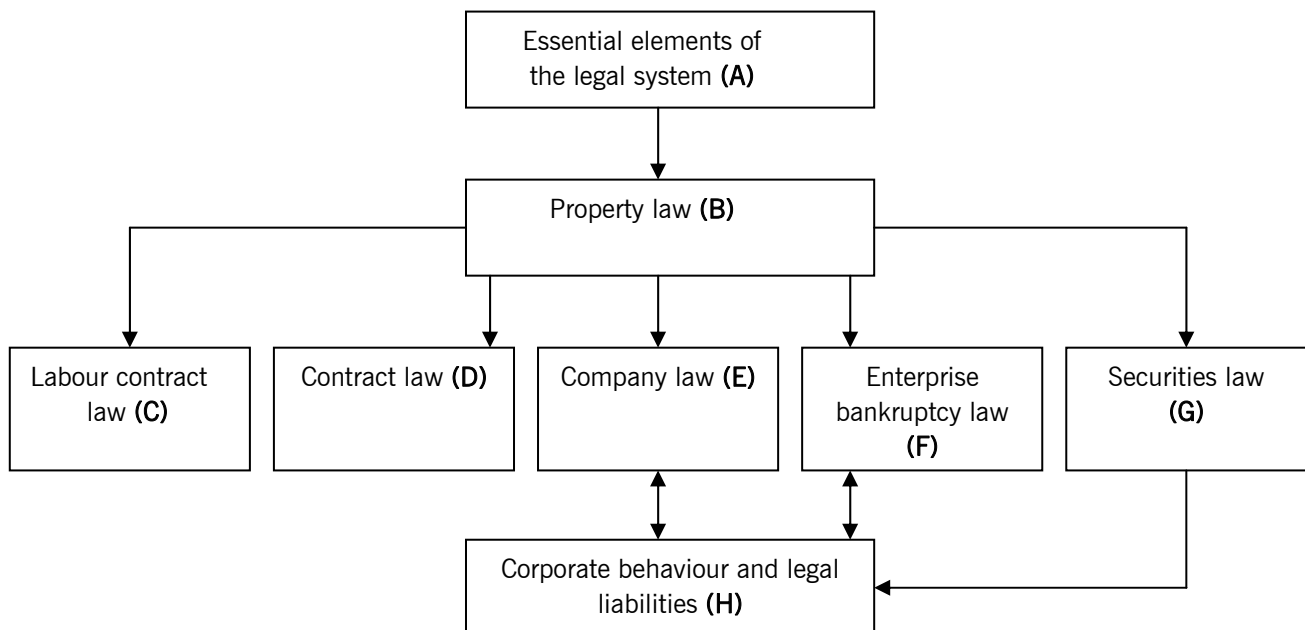 Essential elements of
the legal system (A)
Property law (B)
Labour contract
law (C)
Contract law (D)
Company law (E)
Enterprise
bankruptcy law
(F)
Securities law
(G)
Corporate behaviour and legal
liabilities (H)